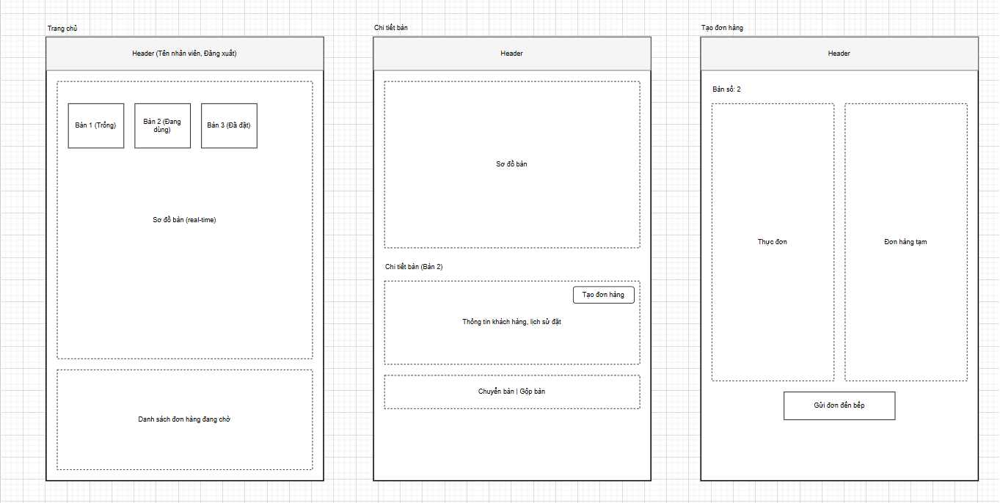 Trang chủ
Header (Tên nhân viên, Đăng xuất)
Bàn 1 (Trống)
Bàn 2 (Đang
dùng)
Bàn 3 (Đã đặt)
Sơ đồ bàn (real-time)
Danh sách đơn hàng đang chờ
Chi tiết bàn
Header
Sơ đồ bàn
Chi tiết bàn (Bàn 2)
Tạo đơn hàng
Thông tin khách hàng, lịch sử đặt
Chuyển bàn | Gộp bàn
Tạo đơn hàng
Header
Bàn số: 2
Thực đơn
Đơn hàng tạm
Gửi đơn đến bếp